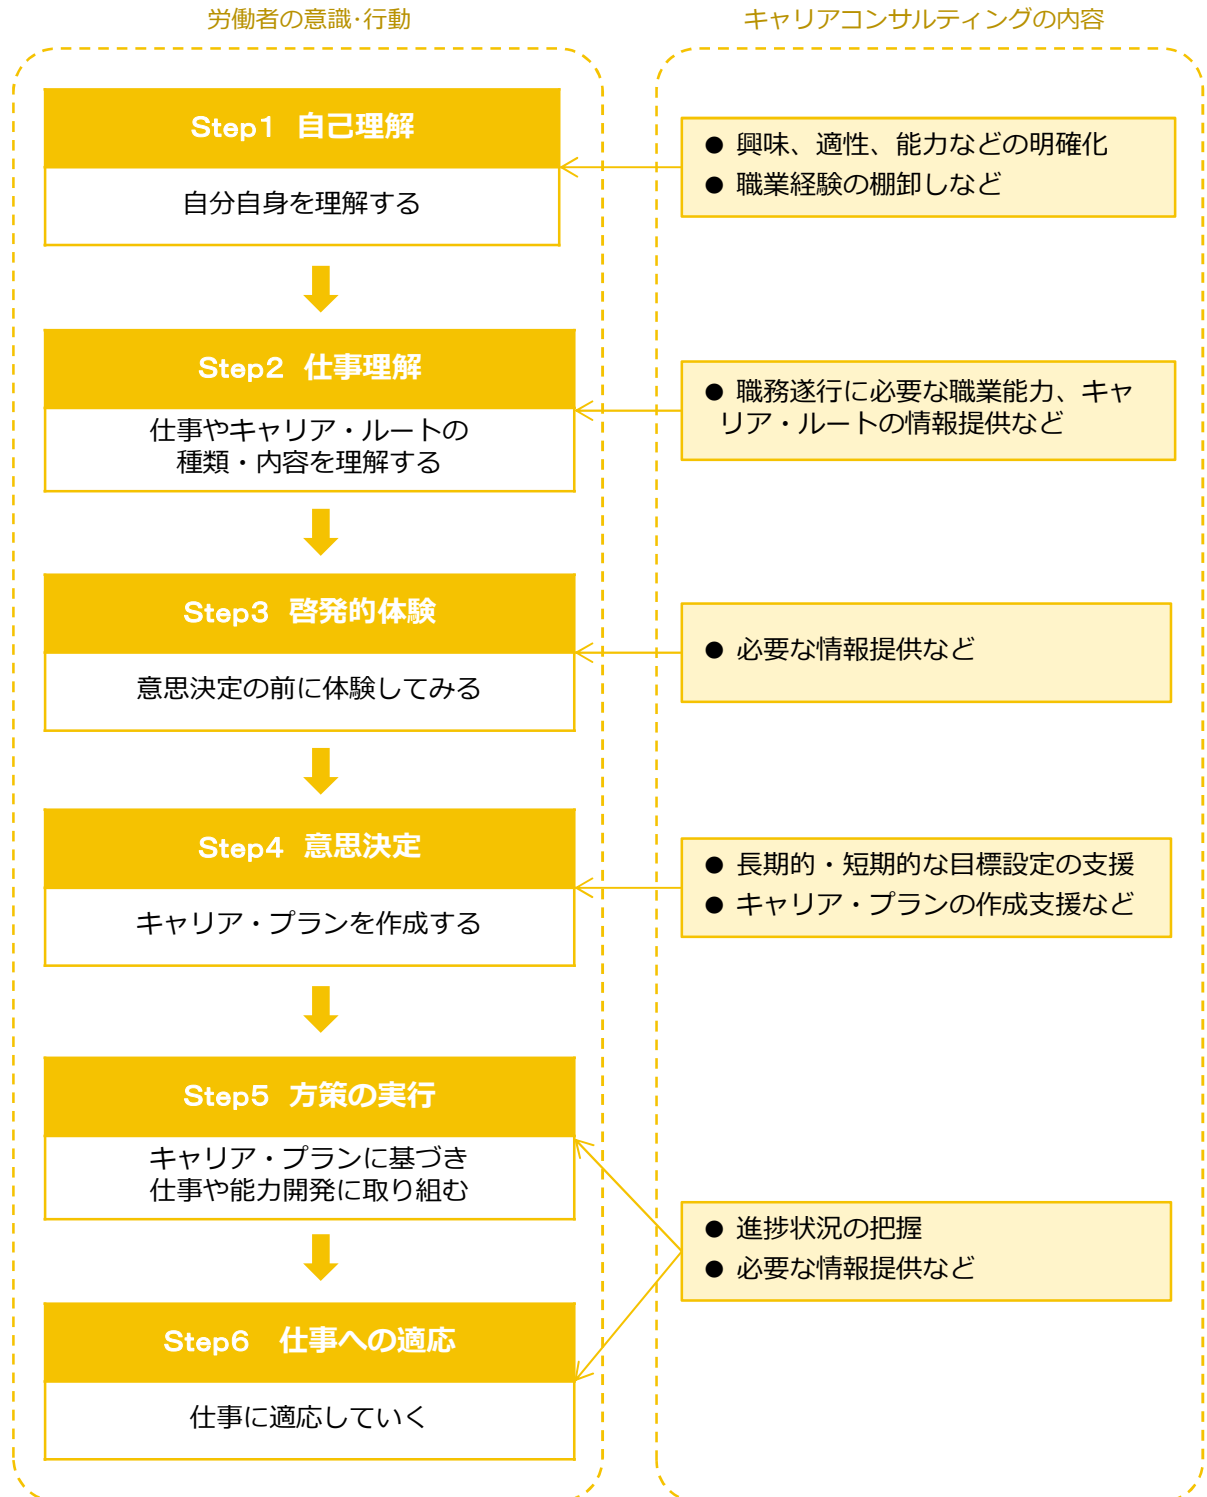 労働者の意識･行動
キャリアコンサルティングの内容
Step1 自己理解
自分自身を理解する
● 興味、適性、能力などの明確化
● 職業経験の棚卸しなど
Step2 仕事理解
仕事やキャリア・ルートの
種類・内容を理解する
● 職務遂行に必要な職業能力、キャ
リア・ルートの情報提供など
Step3 啓発的体験
意思決定の前に体験してみる
● 必要な情報提供など
Step4 意思決定
キャリア・プランを作成する
● 長期的・短期的な目標設定の支援
● キャリア・プランの作成支援など
Step5 方策の実行
キャリア・プランに基づき
仕事や能力開発に取り組む
● 進捗状況の把握
● 必要な情報提供など
Step6 仕事への適応
仕事に適応していく